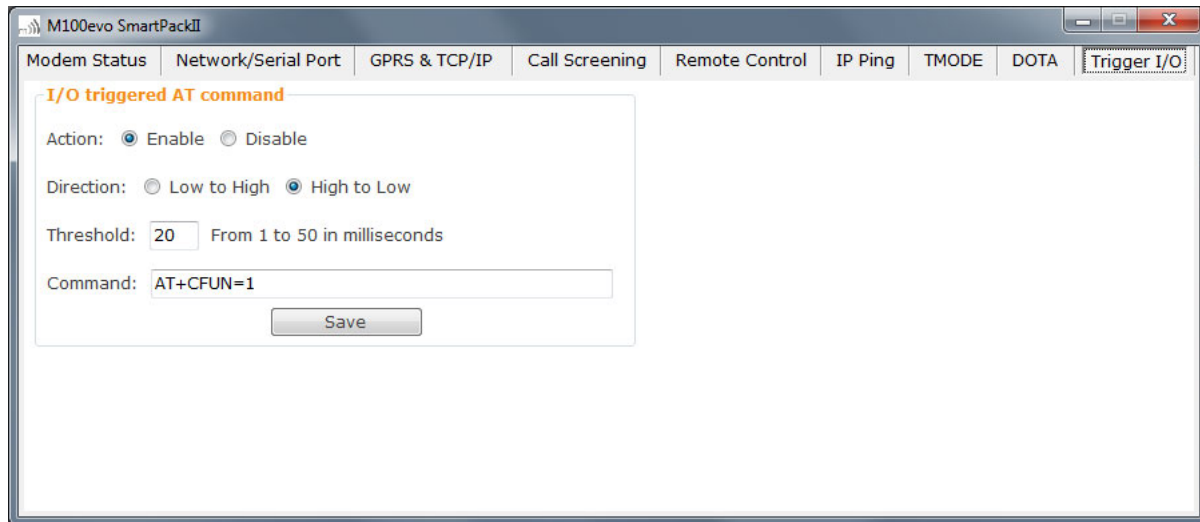 M100evo SmartPackII
Modem Status Network/Serial Port GPRS & TCP/IP Call Screening Remote Control IP Ping TMODE DOTA Trigger I/O
I/O triggered AT command
Action: Enable Disable
Direction: Low to High High to Low
Threshold: 20 From 1 to 50 in milliseconds
Command: AT+CFUN=1
Save